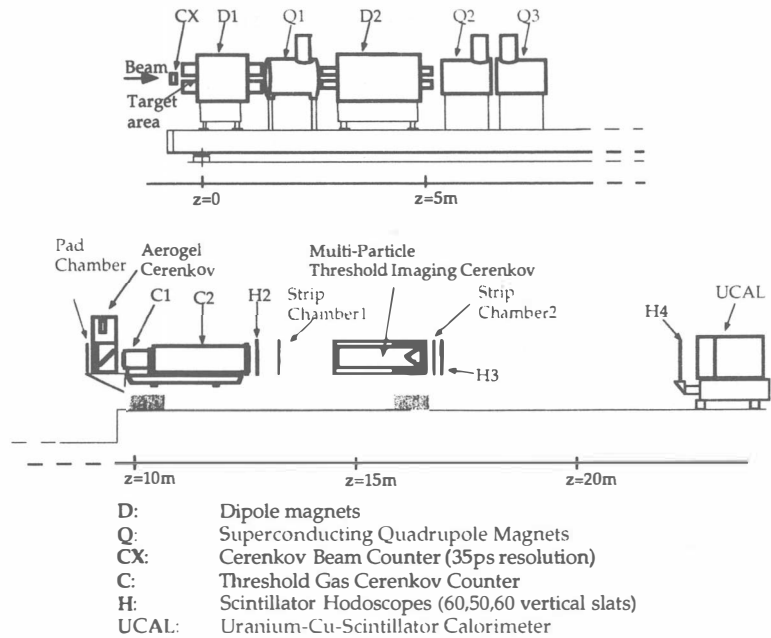 CX D1 Q1 D2 Q2 Q3
Beam
Target
area
z=0 z=5m
Pad
Chamber
Aerogel
Cerenkov
C1 C2 H2
Strip
Chamber1
Multi-Particle
Threshold Imaging Cerenkov
Strip
Chamber2
H3
H4
UCAL
z=10m z=15m z=20m
D: Dipole magnets
Q: Superconducting Quadrupole Magnets
CX: Cerenkov Beam Counter (35ps resolution)
C: Threshold Gas Cerenkov Counter
H: Scintillator Hodoscopes (60,50,60 vertical slats)
UCAL: Uranium-Cu-Scintillator Calorimeter